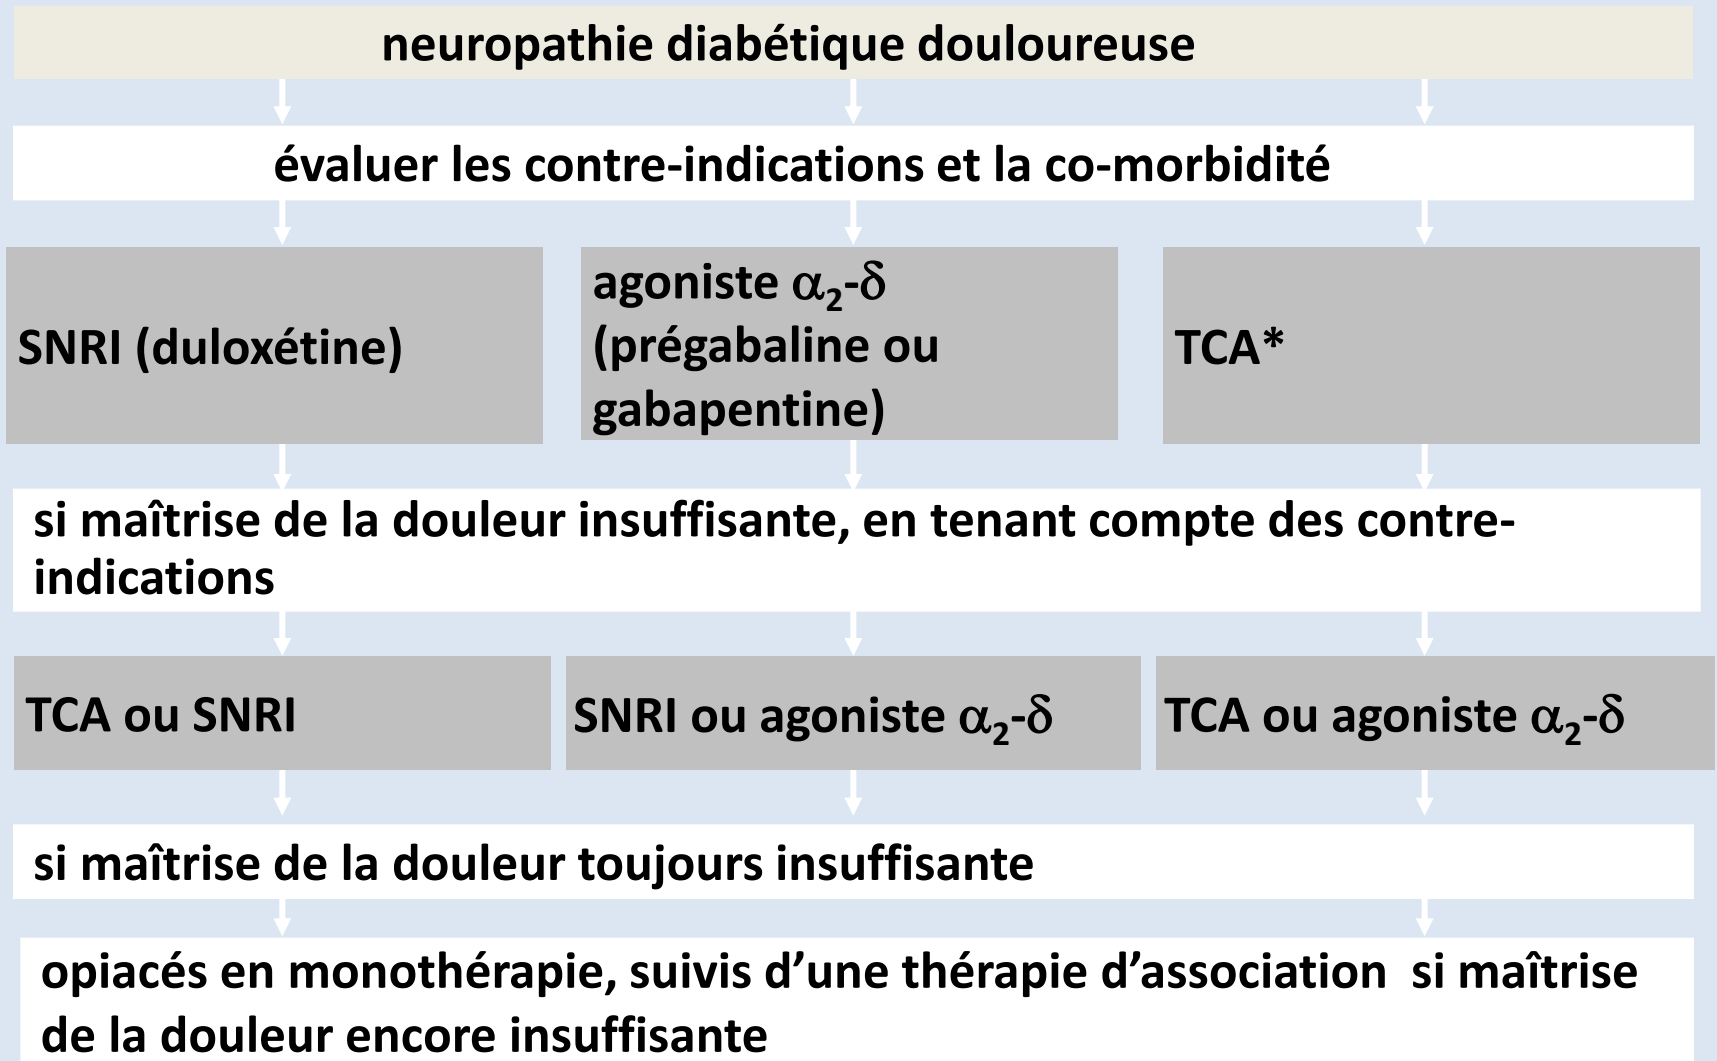 neuropathie diabétique douloureuse
évaluer les contre-indications et la co-morbidité
SNRI (duloxétine)
agoniste α₂-δ
(prégabaline ou
gabapentine)
TCA*
si maîtrise de la douleur insuffisante, en tenant compte des contre-
indications
TCA ou SNRI
SNRI ou agoniste α₂-δ
TCA ou agoniste α₂-δ
si maîtrise de la douleur toujours insuffisante
opiacés en monothérapie, suivis d’une thérapie d’association  si maîtrise
de la douleur encore insuffisante